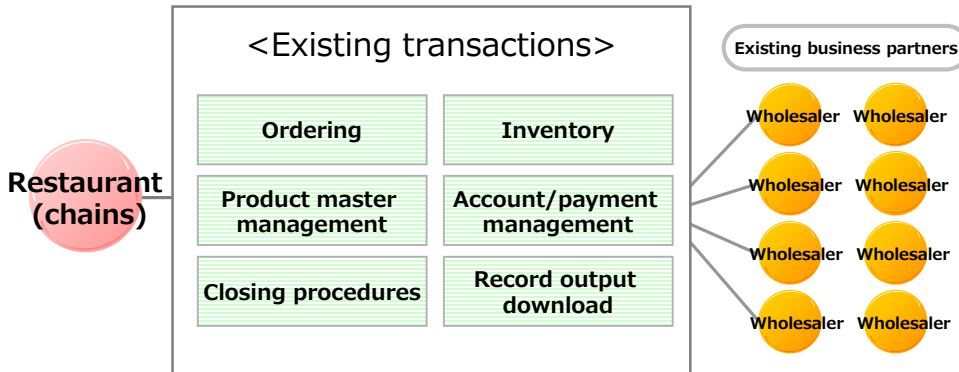 <Existing transactions>
Existing business partners
Restaurant
(chains)
Ordering
Inventory
Product master
management
Account/payment
management
Closing procedures
Record output
download
Wholesaler
Wholesaler
Wholesaler
Wholesaler
Wholesaler
Wholesaler
Wholesaler
Wholesaler